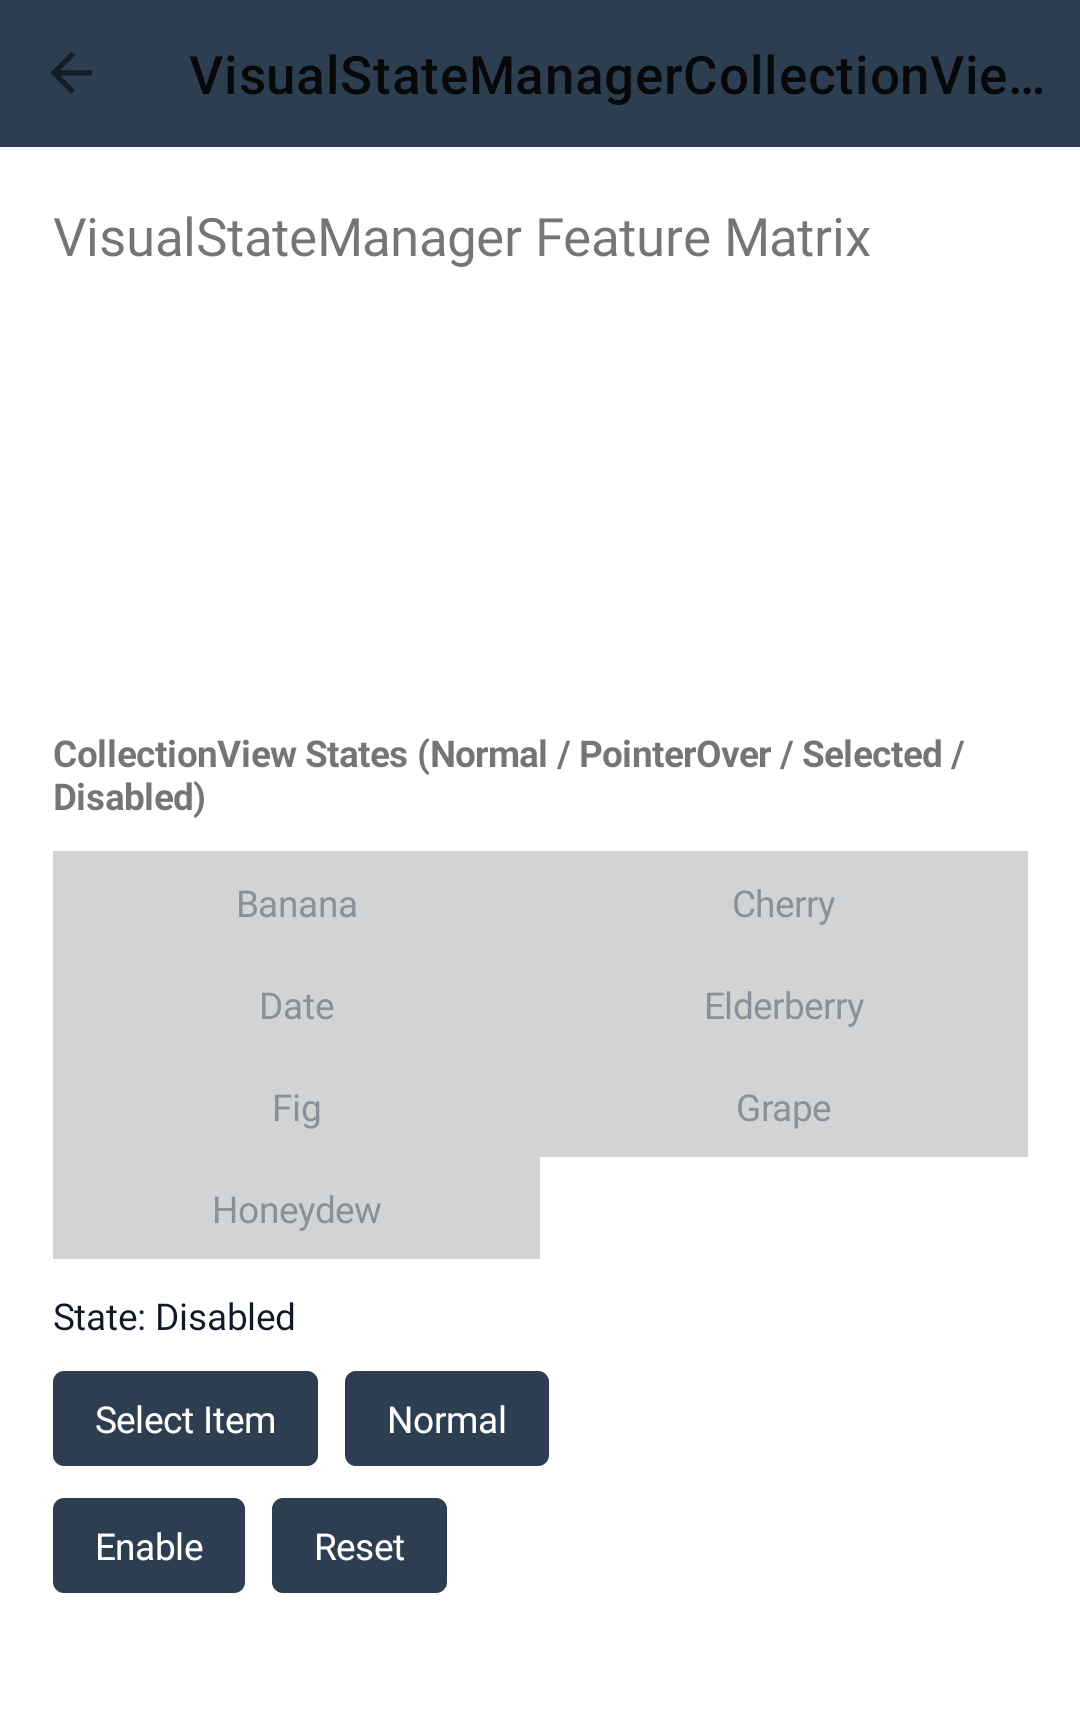 VisualStateManagerCollectionVie...
VisualStateManager Feature Matrix
CollectionView States (Normal / PointerOver / Selected /
Disabled)
Banana
Cherry
Date
Elderberry
Fig
Grape
Honeydew
State: Disabled
Select Item
Normal
Enable
Reset